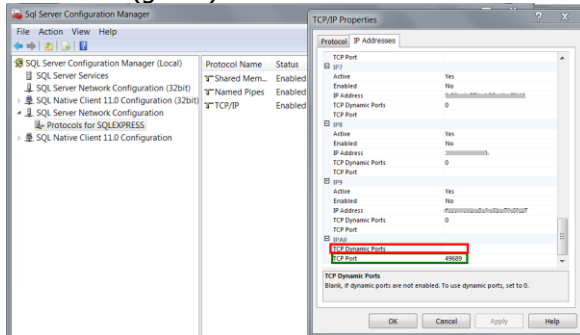 Sql Server Configuration Manager
File Action View Help
SQL Server Configuration Manager (Local)
SQL Server Services
SQL Server Network Configuration (32bit)
SQL Native Client 11.0 Configuration (32bit)
SQL Server Network Configuration
Protocols for SQLEXPRESS
SQL Native Client 11.0 Configuration
Protocol Name Status
Shared Mem... Enabled
Named Pipes Enabled
TCP/IP Enabled
TCP/IP Properties
Protocol IP Addresses
TCP Port
IP7
Active Yes
Enabled No
IP Address
TCP Dynamic Ports 0
TCP Port
IP8
Active Yes
Enabled No
IP Address
TCP Dynamic Ports 0
TCP Port
IP9
Active Yes
Enabled No
IP Address
TCP Dynamic Ports 0
TCP Port
IPAll
TCP Dynamic Ports
TCP Port 49689
TCP Dynamic Ports
Blank, if dynamic ports are not enabled. To use dynamic ports, set to 0.
OK Cancel Apply Help